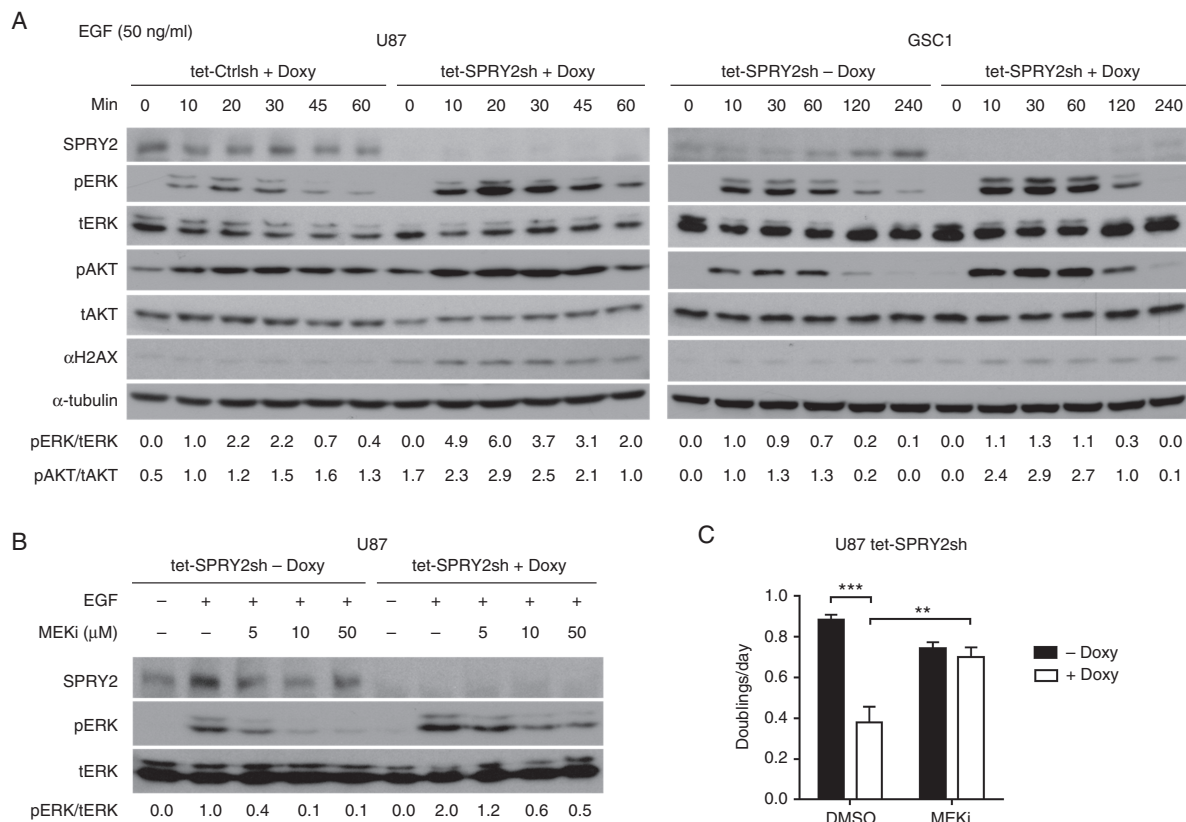 A
EGF (50 ng/ml)
U87
GSC1
tet-Ctrlsh + Doxy tet-SPRY2sh + Doxy tet-SPRY2sh – Doxy tet-SPRY2sh + Doxy
Min 0 10 20 30 45 60 0 10 20 30 45 60 0 10 30 60 120 240 0 10 30 60 120 240
SPRY2
pERK
tERK
pAKT
tAKT
αH2AX
α-tubulin
pERK/tERK 0.0 1.0 2.2 2.2 0.7 0.4 0.0 4.9 6.0 3.7 3.1 2.0 0.0 1.0 0.9 0.7 0.2 0.1 0.0 1.1 1.3 1.1 0.3 0.0
pAKT/tAKT 0.5 1.0 1.2 1.5 1.6 1.3 1.7 2.3 2.9 2.5 2.1 1.0 0.0 1.0 1.3 1.3 0.2 0.0 0.0 2.4 2.9 2.7 1.0 0.1
B
U87
tet-SPRY2sh – Doxy tet-SPRY2sh + Doxy
EGF – + + + + – + + + +
MEKi (μM) – – 5 10 50 – – 5 10 50
SPRY2
pERK
tERK
pERK/tERK 0.0 1.0 0.4 0.1 0.1 0.0 2.0 1.2 0.6 0.5
C
U87 tet-SPRY2sh
Doublings/day
1.0
0.8
0.6
0.4
0.2
0.0
***
**
DMSO MEKi
– Doxy
+ Doxy